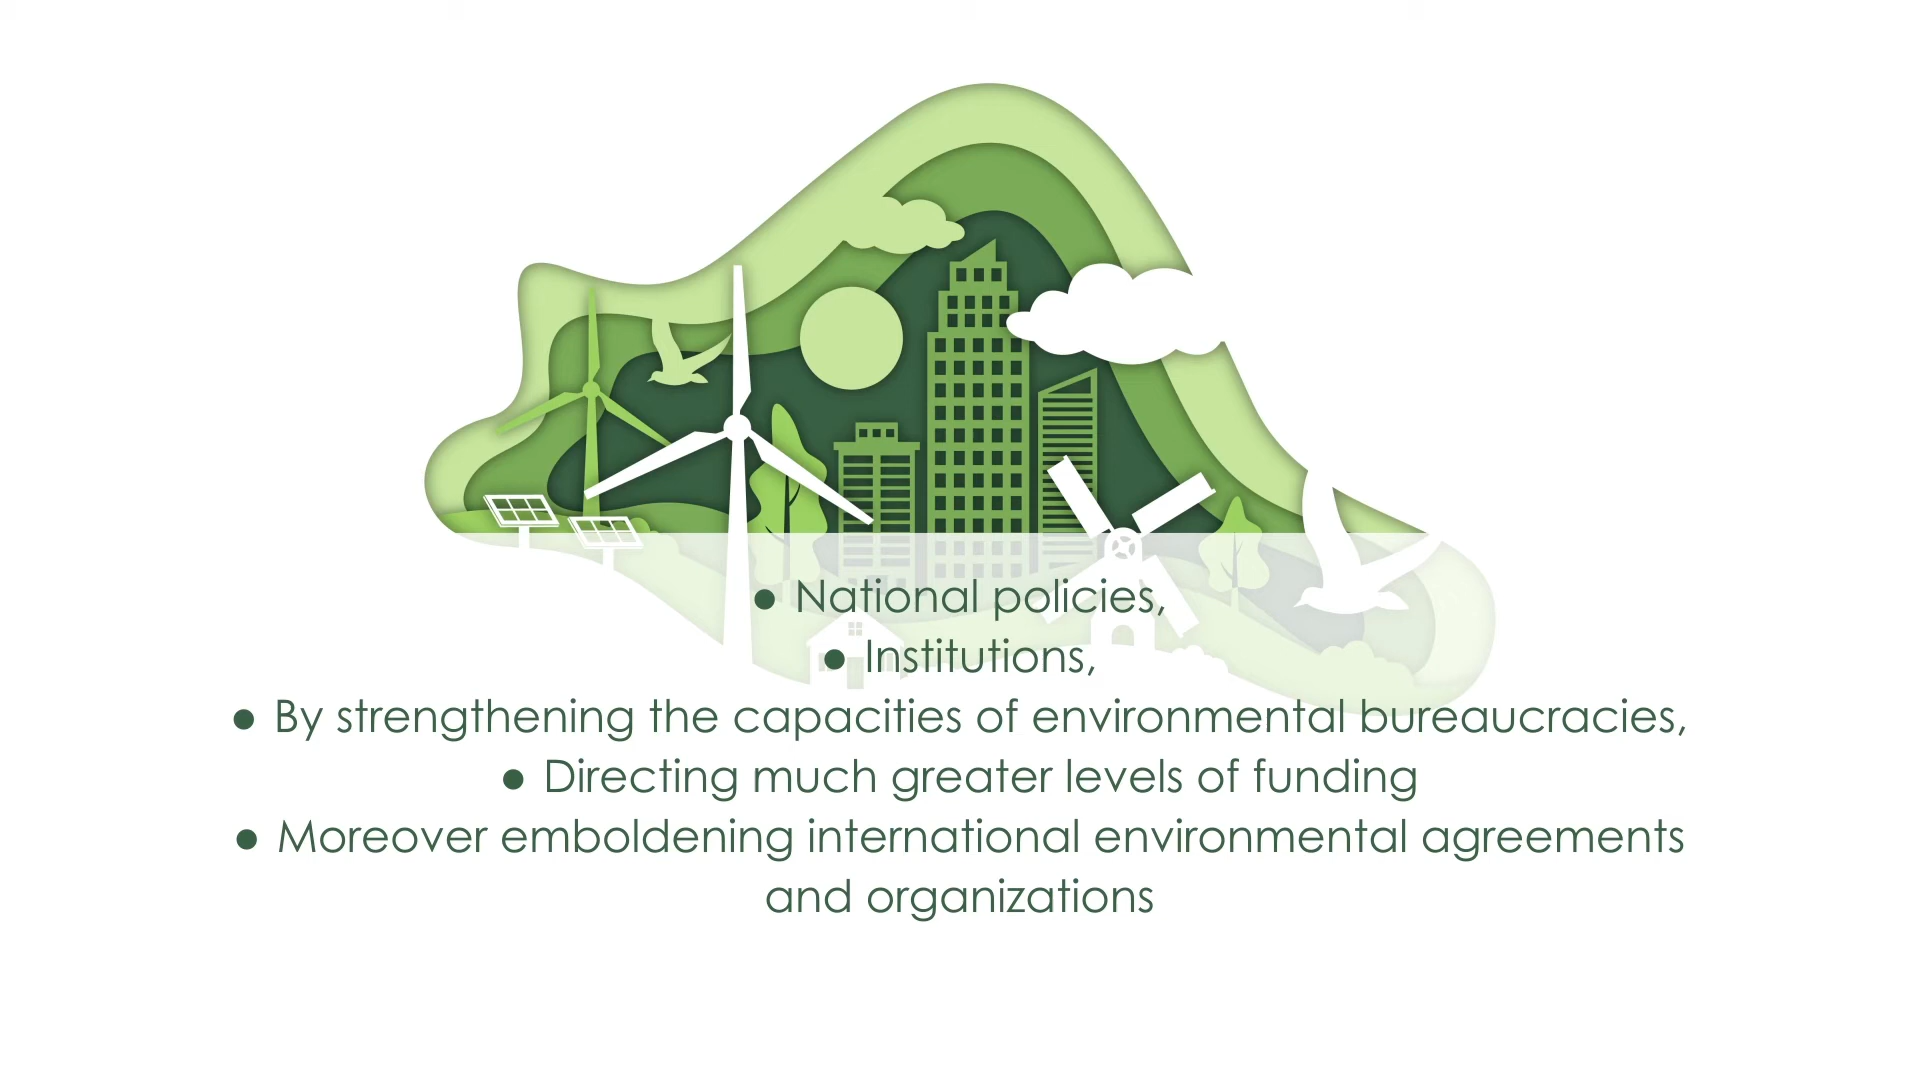 ● National policies,
● Institutions,
● By strengthening the capacities of environmental bureaucracies,
● Directing much greater levels of funding
● Moreover emboldening international environmental agreements
and organizations